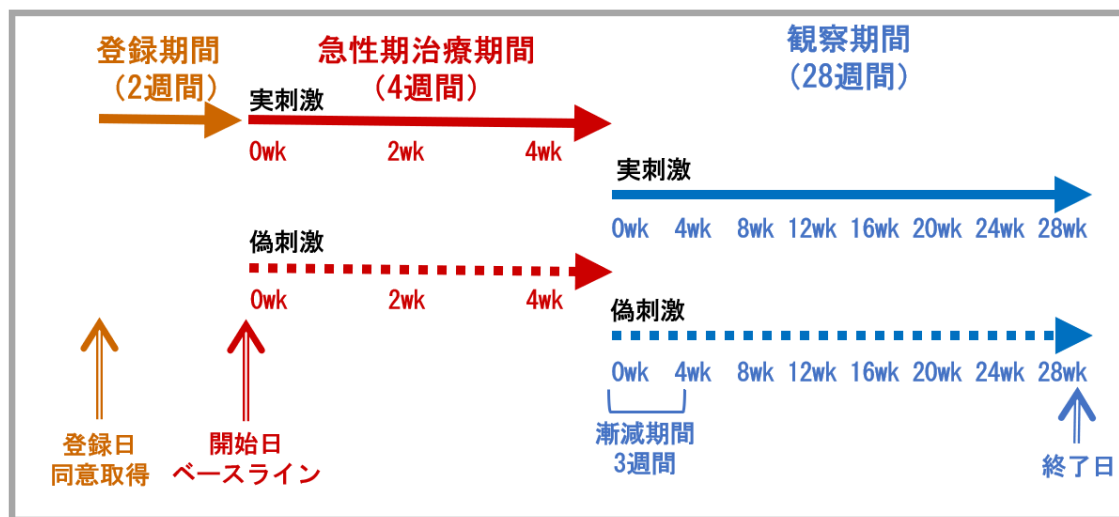 登録期間
（2週間）
急性期治療期間
（4週間）
観察期間
（28週間）
実刺激
0wk 2wk 4wk
実刺激
0wk 4wk 8wk 12wk 16wk 20wk 24wk 28wk
偽刺激
0wk 2wk 4wk
偽刺激
0wk 4wk 8wk 12wk 16wk 20wk 24wk 28wk
登録日
同意取得
開始日
ベースライン
漸減期間
3週間
終了日